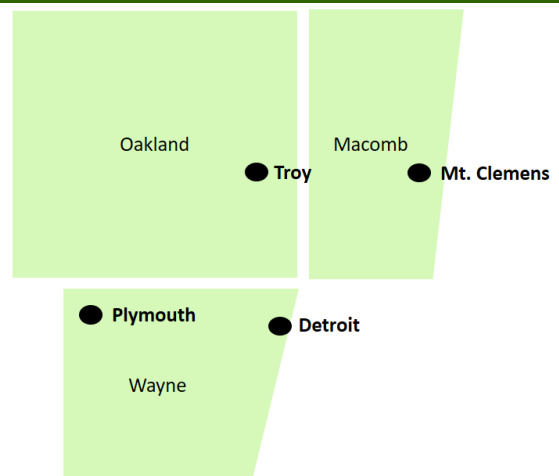 Oakland
Macomb
Troy
Mt. Clemens
Plymouth
Detroit
Wayne